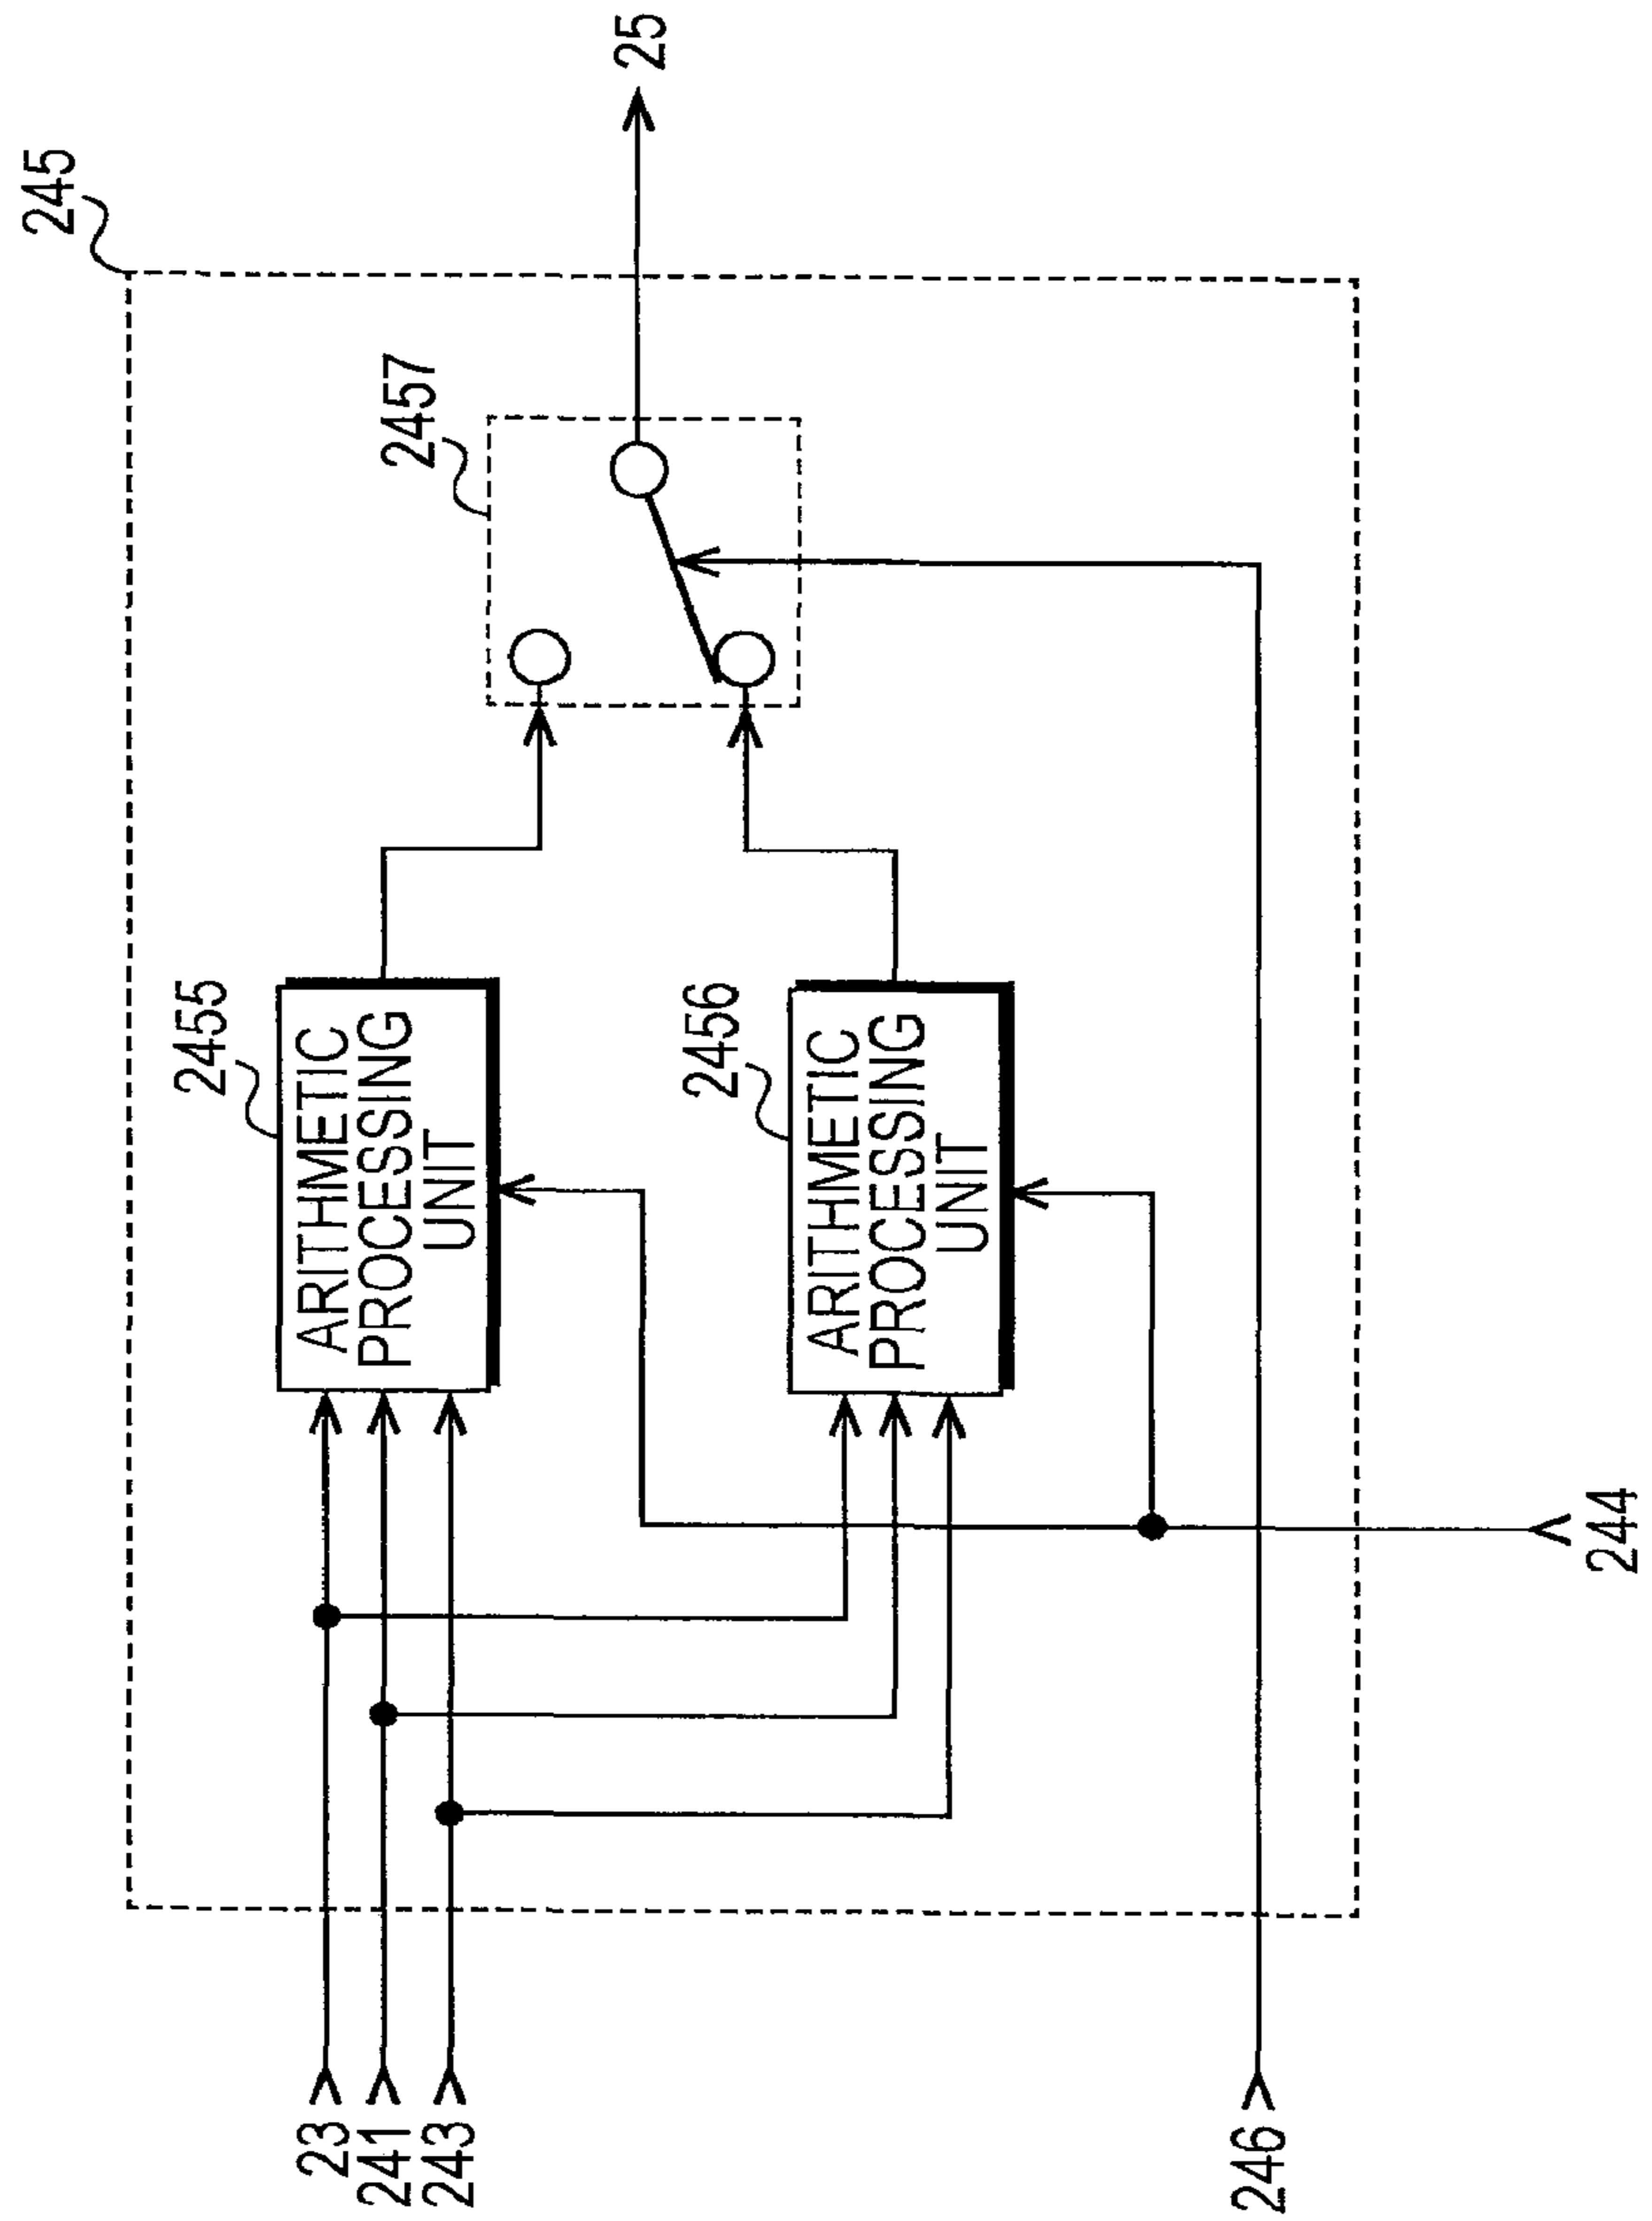 245
2457
25
2455
ARITHMETIC
PROCESSING
UNIT
2456
ARITHMETIC
PROCESSING
UNIT
23
241
243
246
244